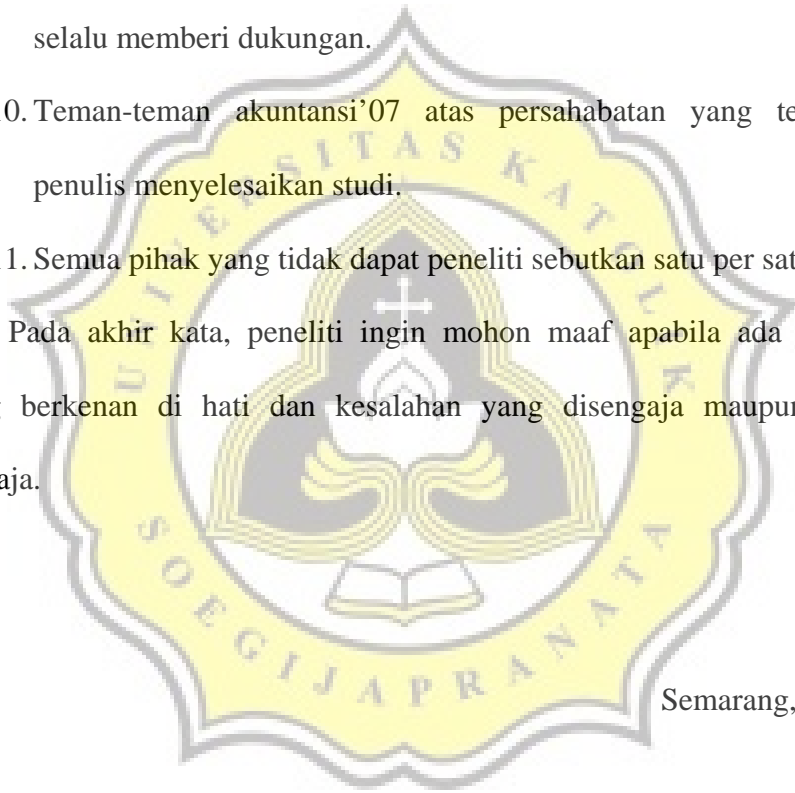 selalu memberi dukungan.
0. Teman-teman akuntansi’07 atas persahabatan yang te
penulis menyelesaikan studi.
1. Semua pihak yang tidak dapat peneliti sebutkan satu per sat
Pada akhir kata, peneliti ingin mohon maaf apabila ada
berkenan di hati dan kesalahan yang disengaja maupun
aja.
Semarang,
UNIVERSITAS KATOLIK
SOEGIJAPRANATA